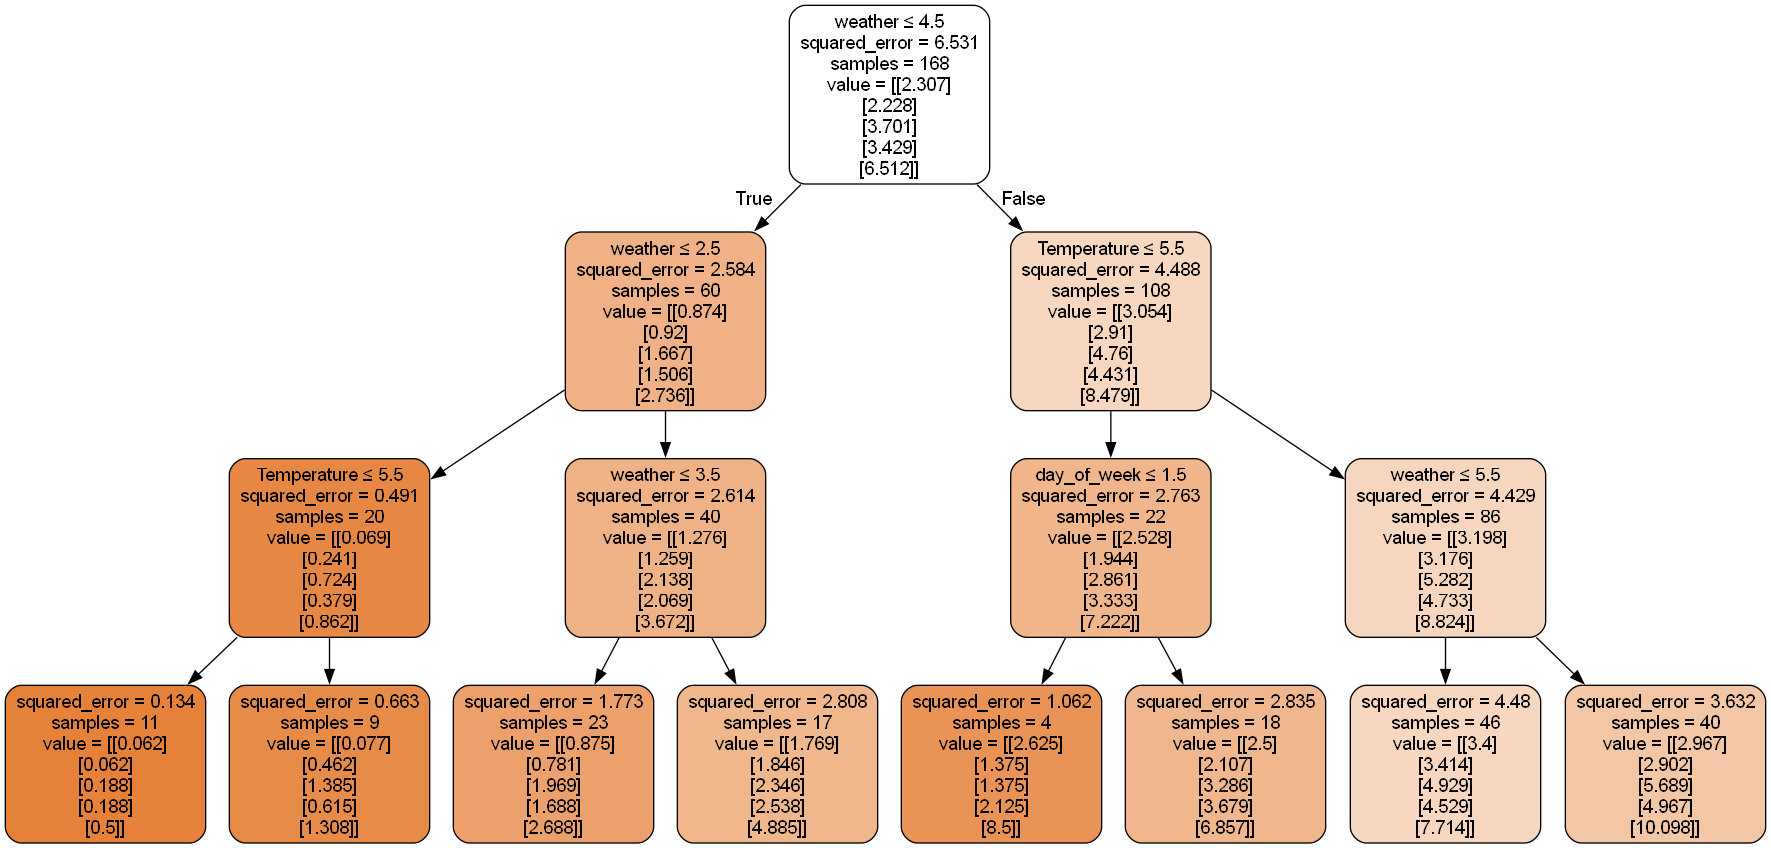 weather ≤ 4.5
squared_error = 6.531
samples = 168
value = [[2.307]
[2.228]
[3.701]
[3.429]
[6.512]]
True
False
weather ≤ 2.5
squared_error = 2.584
samples = 60
value = [[0.874]
[0.92]
[1.667]
[1.506]
[2.736]]
Temperature ≤ 5.5
squared_error = 4.488
samples = 108
value = [[3.054]
[2.91]
[4.76]
[4.431]
[8.479]]
Temperature ≤ 5.5
squared_error = 0.491
samples = 20
value = [[0.069]
[0.241]
[0.724]
[0.379]
[0.862]]
weather ≤ 3.5
squared_error = 2.614
samples = 40
value = [[1.276]
[1.259]
[2.138]
[2.069]
[3.672]]
day_of_week ≤ 1.5
squared_error = 2.763
samples = 22
value = [[2.528]
[1.944]
[2.861]
[3.333]
[7.222]]
weather ≤ 5.5
squared_error = 4.429
samples = 86
value = [[3.198]
[3.176]
[5.282]
[4.733]
[8.824]]
squared_error = 0.134
samples = 11
value = [[0.062]
[0.062]
[0.188]
[0.188]
[0.5]]
squared_error = 0.663
samples = 9
value = [[0.077]
[0.462]
[1.385]
[0.615]
[1.308]]
squared_error = 1.773
samples = 23
value = [[0.875]
[0.781]
[1.969]
[1.688]
[2.688]]
squared_error = 2.808
samples = 17
value = [[1.769]
[1.846]
[2.346]
[2.538]
[4.885]]
squared_error = 1.062
samples = 4
value = [[2.625]
[1.375]
[1.375]
[2.125]
[8.5]]
squared_error = 2.835
samples = 18
value = [[2.5]
[2.107]
[3.286]
[3.679]
[6.857]]
squared_error = 4.48
samples = 46
value = [[3.4]
[3.414]
[4.929]
[4.529]
[7.714]]
squared_error = 3.632
samples = 40
value = [[2.967]
[2.902]
[5.689]
[4.967]
[10.098]]